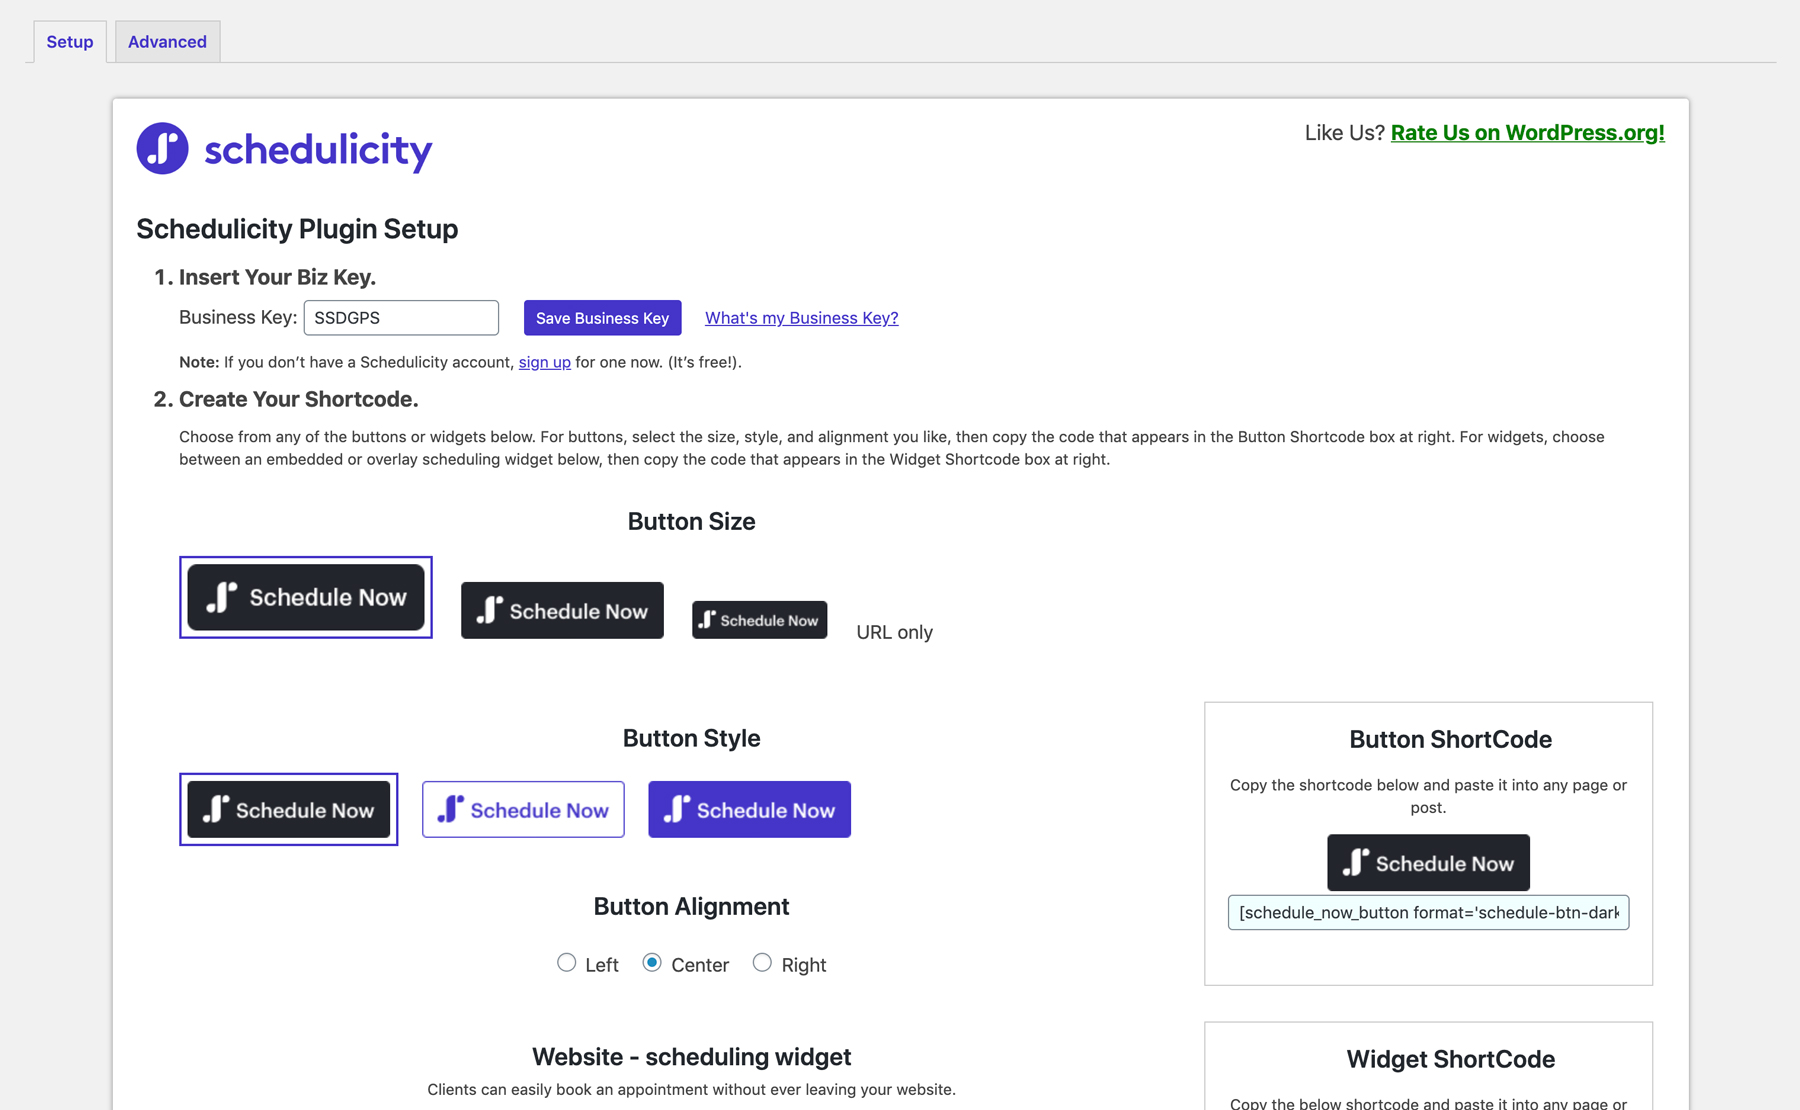 Setup
Advanced
schedulicity
Like Us? Rate Us on WordPress.org!
Schedulicity Plugin Setup
1. Insert Your Biz Key.
Business Key: SSDGPS Save Business Key What's my Business Key?
Note: If you don’t have a Schedulicity account, sign up for one now. (It’s free!).
2. Create Your Shortcode.
Choose from any of the buttons or widgets below. For buttons, select the size, style, and alignment you like, then copy the code that appears in the Button Shortcode box at right. For widgets, choose
between an embedded or overlay scheduling widget below, then copy the code that appears in the Widget Shortcode box at right.
Button Size
Schedule Now
Schedule Now
Schedule Now
URL only
Button Style
Schedule Now
Schedule Now
Schedule Now
Button Alignment
Left
Center
Right
Website - scheduling widget
Clients can easily book an appointment without ever leaving your website.
Button ShortCode
Copy the shortcode below and paste it into any page or
post.
Schedule Now
[schedule_now_button format='schedule-btn-dark
Widget ShortCode
Copy the below shortcode and paste it into any page or